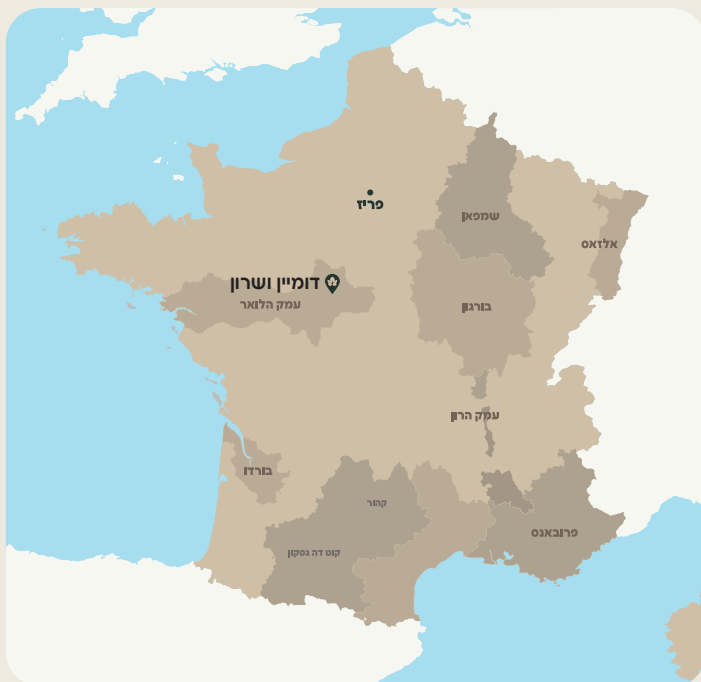 פריז
שמפאן
אלזאס
דומיין ושרון
עמק הלואר
בורגון
עמק הרון
בורדו
קהור
פרובאנס
קוט דה גסקון